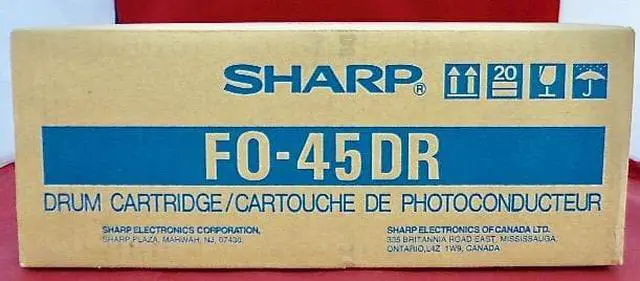 SHARP®
20
FO-45DR
DRUM CARTRIDGE/CARTOUCHE DE PHOTOCONDUCTEUR
SHARP ELECTRONICS CORPORATION,
SHARP PLAZA, MAHWAH, NJ, 07430.
SHARP ELECTRONICS OF CANADA LTD.
335 BRITANNIA ROAD EAST, MISSISSAUGA,
ONTARIO, L4Z 1W9, CANADA